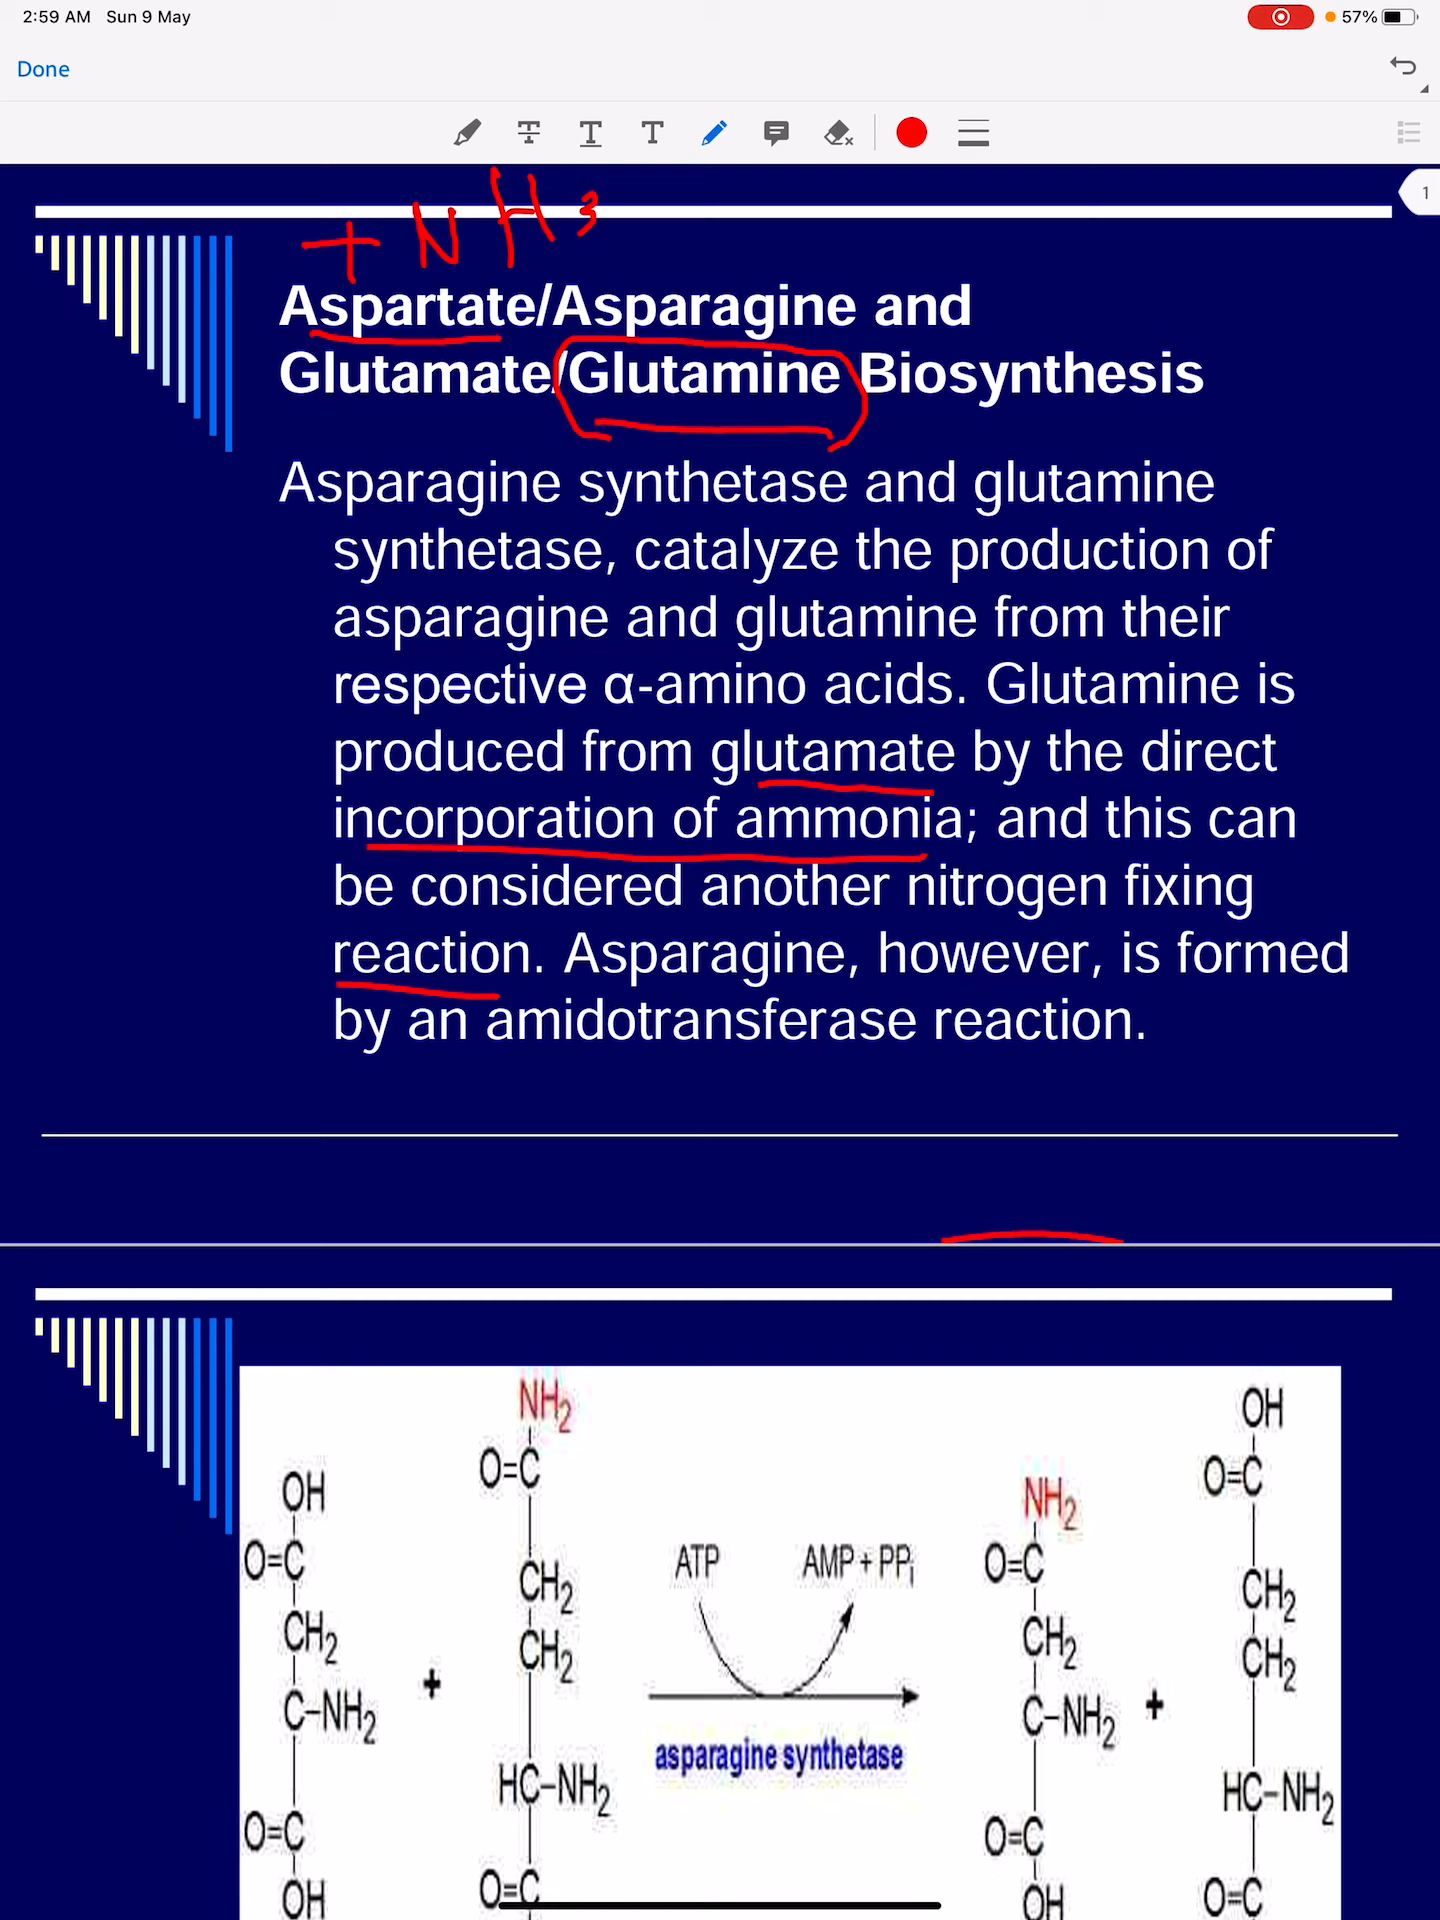 2:59 AM Sun 9 May 57%
Done
1
+ NH3
Aspartate/Asparagine and
Glutamate/Glutamine Biosynthesis
Asparagine synthetase and glutamine
synthetase, catalyze the production of
asparagine and glutamine from their
respective α-amino acids. Glutamine is
produced from glutamate by the direct
incorporation of ammonia; and this can
be considered another nitrogen fixing
reaction. Asparagine, however, is formed
by an amidotransferase reaction.
OH
O=C
CH2
C-NH2
O=C
OH
+
NH2
O=C
CH2
CH2
HC-NH2
O=C
ATP AMP + PPi
asparagine synthetase
NH2
O=C
CH2
C-NH2
O=C
OH
+
OH
O=C
CH2
CH2
HC-NH2
O=C